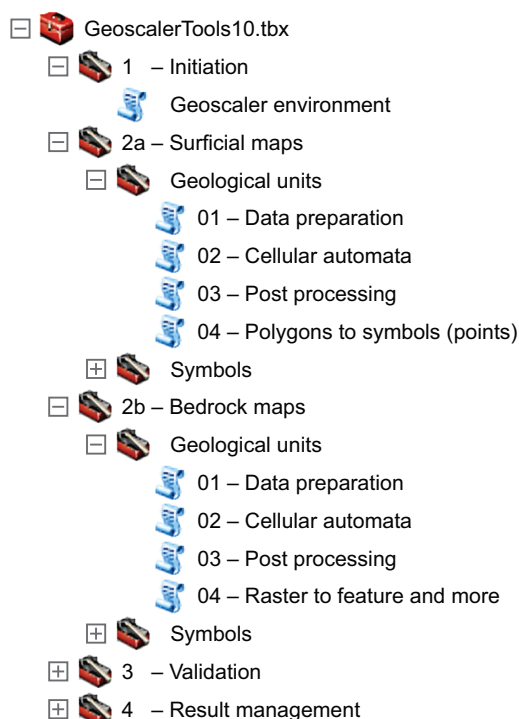 GeoscalerTools10.tbx
1 – Initiation
Geoscaler environment
2a – Surficial maps
Geological units
01 – Data preparation
02 – Cellular automata
03 – Post processing
04 – Polygons to symbols (points)
Symbols
2b – Bedrock maps
Geological units
01 – Data preparation
02 – Cellular automata
03 – Post processing
04 – Raster to feature and more
Symbols
3 – Validation
4 – Result management